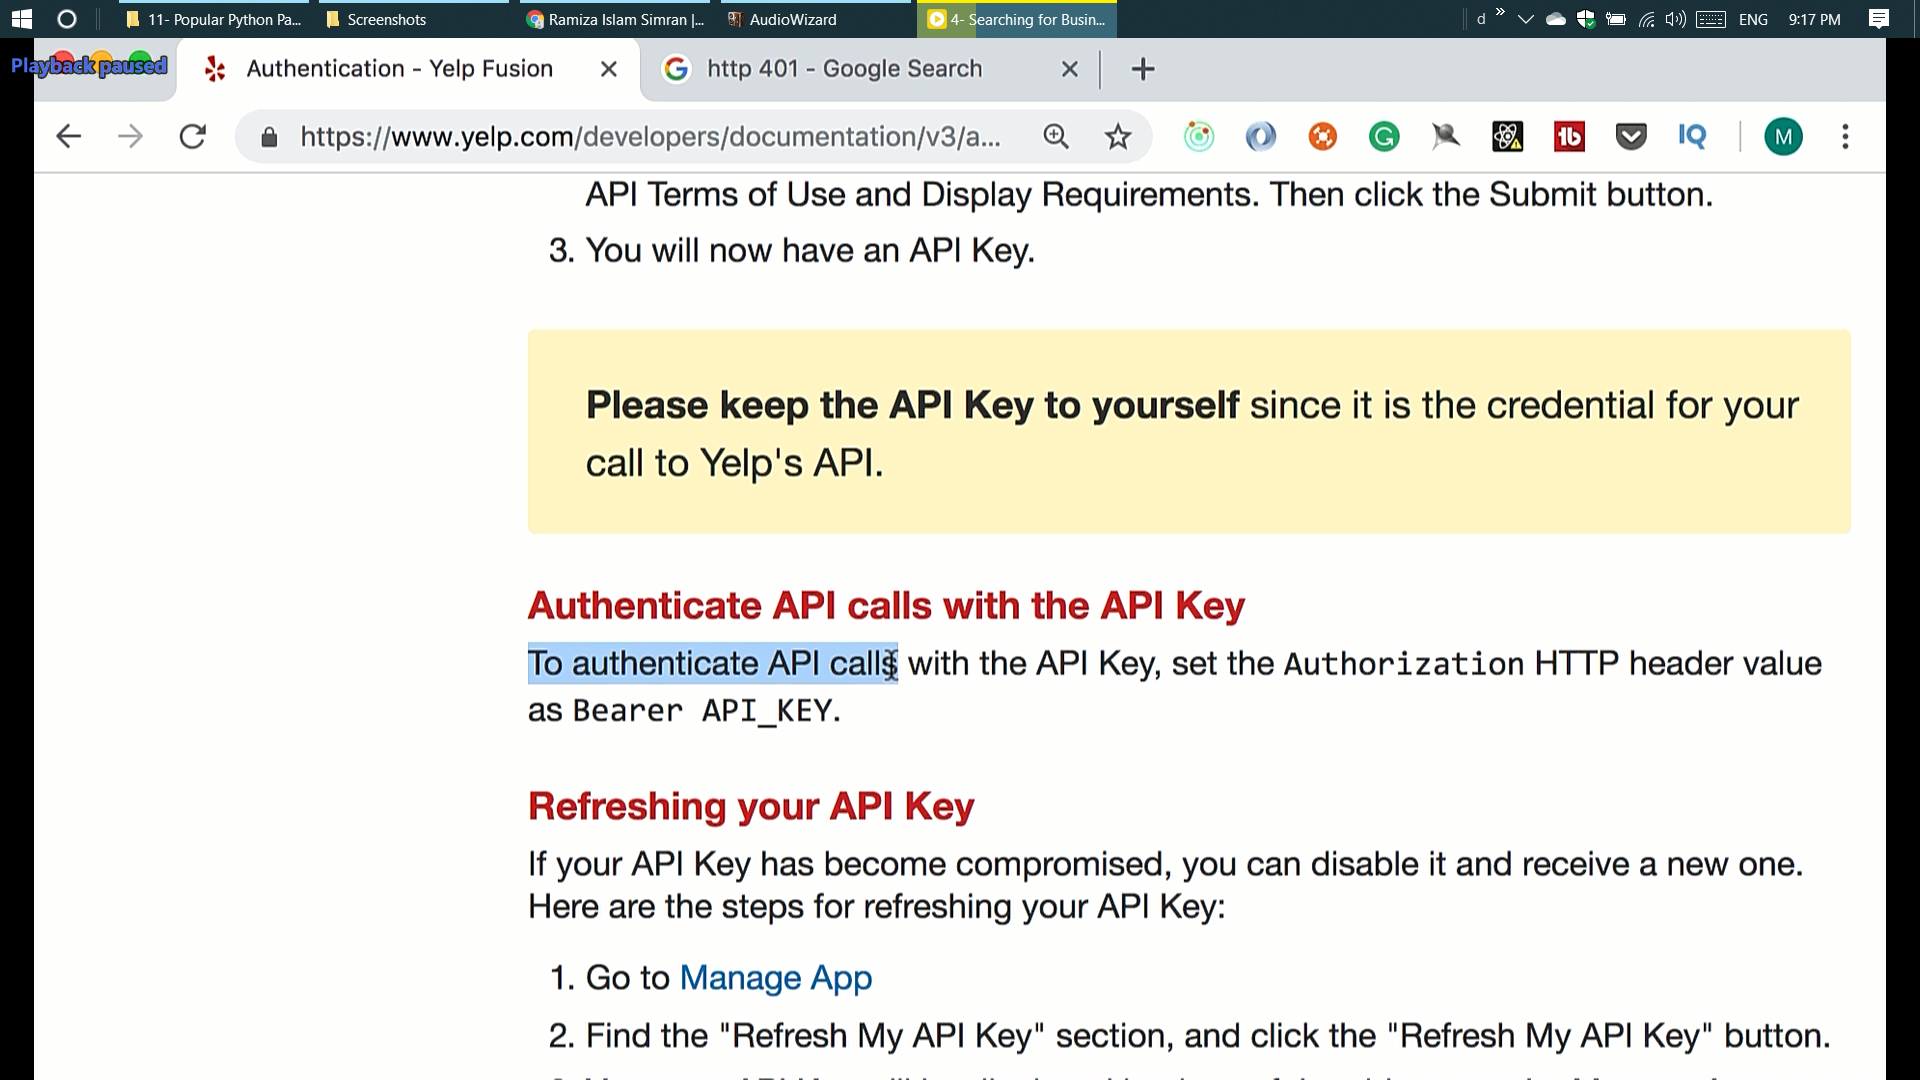 11- Popular Python Pa...
Screenshots
Ramiza Islam Simran |...
AudioWizard
4- Searching for Busin...
d
ENG
9:17 PM
Playback paused
Authentication - Yelp Fusion
http 401 - Google Search
https://www.yelp.com/developers/documentation/v3/a...
IQ
M
API Terms of Use and Display Requirements. Then click the Submit button.
3. You will now have an API Key.
Please keep the API Key to yourself since it is the credential for your
call to Yelp's API.
Authenticate API calls with the API Key
To authenticate API calls with the API Key, set the Authorization HTTP header value
as Bearer API_KEY.
Refreshing your API Key
If your API Key has become compromised, you can disable it and receive a new one.
Here are the steps for refreshing your API Key:
1. Go to Manage App
2. Find the "Refresh My API Key" section, and click the "Refresh My API Key" button.